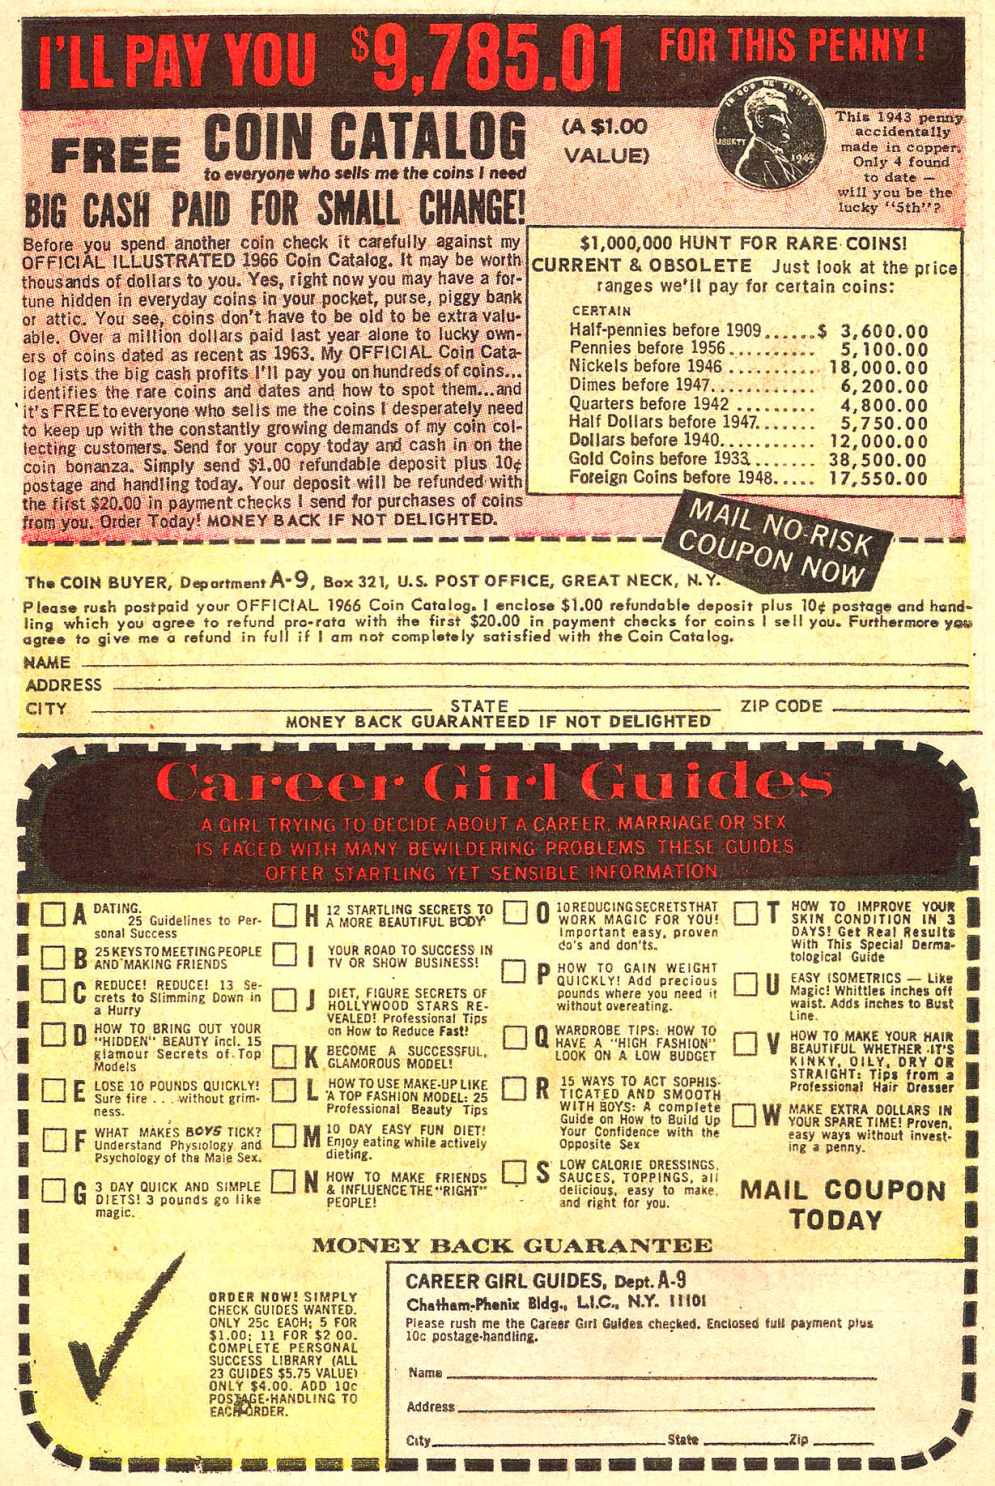 I'LL PAY YOU $9,785.01 FOR THIS PENNY!
FREE COIN CATALOG (A $1.00 VALUE)
to everyone who sells me the coins I need
BIG CASH PAID FOR SMALL CHANGE!
IN GOD WE TRUST
LIBERTY
1943
This 1943 penny
accidentally
made in copper.
Only 4 found
to date —
will you be the
lucky "5th"?
Before you spend another coin check it carefully against my
OFFICIAL ILLUSTRATED 1966 Coin Catalog. It may be worth
thousands of dollars to you. Yes, right now you may have a for-
tune hidden in everyday coins in your pocket, purse, piggy bank
or attic. You see, coins don't have to be old to be extra valu-
able. Over a million dollars paid last year alone to lucky own-
ers of coins dated as recent as 1963. My OFFICIAL Coin Cata-
log lists the big cash profits I'll pay you on hundreds of coins...
identifies the rare coins and dates and how to spot them...and
it's FREE to everyone who sells me the coins I desperately need
to keep up with the constantly growing demands of my coin col-
lecting customers. Send for your copy today and cash in on the
coin bonanza. Simply send $1.00 refundable deposit plus 10¢
postage and handling today. Your deposit will be refunded with
the first $20.00 in payment checks I send for purchases of coins
from you. Order Today! MONEY BACK IF NOT DELIGHTED.
$1,000,000 HUNT FOR RARE COINS!
CURRENT & OBSOLETE Just look at the price
ranges we'll pay for certain coins:
CERTAIN
Half-pennies before 1909......$ 3,600.00
Pennies before 1956.......... 5,100.00
Nickels before 1946 .......... 18,000.00
Dimes before 1947............ 6,200.00
Quarters before 1942 ......... 4,800.00
Half Dollars before 1947....... 5,750.00
Dollars before 1940........... 12,000.00
Gold Coins before 1933........ 38,500.00
Foreign Coins before 1948..... 17,550.00
MAIL NO-RISK
COUPON NOW
The COIN BUYER, Department A-9, Box 321, U.S. POST OFFICE, GREAT NECK, N.Y.
Please rush postpaid your OFFICIAL 1966 Coin Catalog. I enclose $1.00 refundable deposit plus 10¢ postage and hand-
ling which you agree to refund pro-rata with the first $20.00 in payment checks for coins I sell you. Furthermore you
agree to give me a refund in full if I am not completely satisfied with the Coin Catalog.
NAME
ADDRESS
CITY STATE ZIP CODE
MONEY BACK GUARANTEED IF NOT DELIGHTED
Career Girl Guides
A GIRL TRYING TO DECIDE ABOUT A CAREER, MARRIAGE OR SEX
IS FACED WITH MANY BEWILDERING PROBLEMS. THESE GUIDES
OFFER STARTLING YET SENSIBLE INFORMATION.
A DATING.
25 Guidelines to Per-
sonal Success
B 25 KEYS TO MEETING PEOPLE
AND MAKING FRIENDS
C REDUCE! REDUCE! 13 Se-
crets to Slimming Down in
a Hurry
D HOW TO BRING OUT YOUR
"HIDDEN" BEAUTY incl. 15
glamour Secrets of Top
Models
E LOSE 10 POUNDS QUICKLY!
Sure fire . . . without grim-
ness.
F WHAT MAKES BOYS TICK?
Understand Physiology and
Psychology of the Male Sex.
G 3 DAY QUICK AND SIMPLE
DIETS! 3 pounds go like
magic.
H 12 STARTLING SECRETS TO
A MORE BEAUTIFUL BODY
I YOUR ROAD TO SUCCESS IN
TV OR SHOW BUSINESS!
J DIET, FIGURE SECRETS OF
HOLLYWOOD STARS RE-
VEALED! Professional Tips
on How to Reduce Fast!
K BECOME A SUCCESSFUL,
GLAMOROUS MODEL!
L HOW TO USE MAKE-UP LIKE
A TOP FASHION MODEL: 25
Professional Beauty Tips
M 10 DAY EASY FUN DIET!
Enjoy eating while actively
dieting.
N HOW TO MAKE FRIENDS
& INFLUENCE THE "RIGHT"
PEOPLE!
O 10 REDUCING SECRETS THAT
WORK MAGIC FOR YOU!
Important easy, proven
do's and don'ts.
P HOW TO GAIN WEIGHT
QUICKLY! Add precious
pounds where you need it
without overeating.
Q WARDROBE TIPS: HOW TO
HAVE A "HIGH FASHION"
LOOK ON A LOW BUDGET
R 15 WAYS TO ACT SOPHIS-
TICATED AND SMOOTH
WITH BOYS: A complete
Guide on How to Build Up
Your Confidence with the
Opposite Sex
S LOW CALORIE DRESSINGS,
SAUCES, TOPPINGS, all
delicious, easy to make,
and right for you.
T HOW TO IMPROVE YOUR
SKIN CONDITION IN 3
DAYS! Get Real Results
With This Special Derma-
tological Guide
U EASY ISOMETRICS — Like
Magic! Whittles inches off
waist. Adds inches to Bust
Line.
V HOW TO MAKE YOUR HAIR
BEAUTIFUL WHETHER IT'S
KINKY, OILY, DRY OR
STRAIGHT: Tips from a
Professional Hair Dresser
W MAKE EXTRA DOLLARS IN
YOUR SPARE TIME! Proven,
easy ways without invest-
ing a penny.
MAIL COUPON
TODAY
MONEY BACK GUARANTEE
ORDER NOW! SIMPLY
CHECK GUIDES WANTED.
ONLY 25c EACH; 5 FOR
$1.00; 11 FOR $2.00.
COMPLETE PERSONAL
SUCCESS LIBRARY (ALL
23 GUIDES $5.75 VALUE)
ONLY $4.00. ADD 10c
POSTAGE-HANDLING TO
EACH ORDER.
CAREER GIRL GUIDES, Dept. A-9
Chatham-Phenix Bldg., L.I.C., N.Y. 11101
Please rush me the Career Girl Guides checked. Enclosed full payment plus
10c postage-handling.
Name
Address
City State Zip